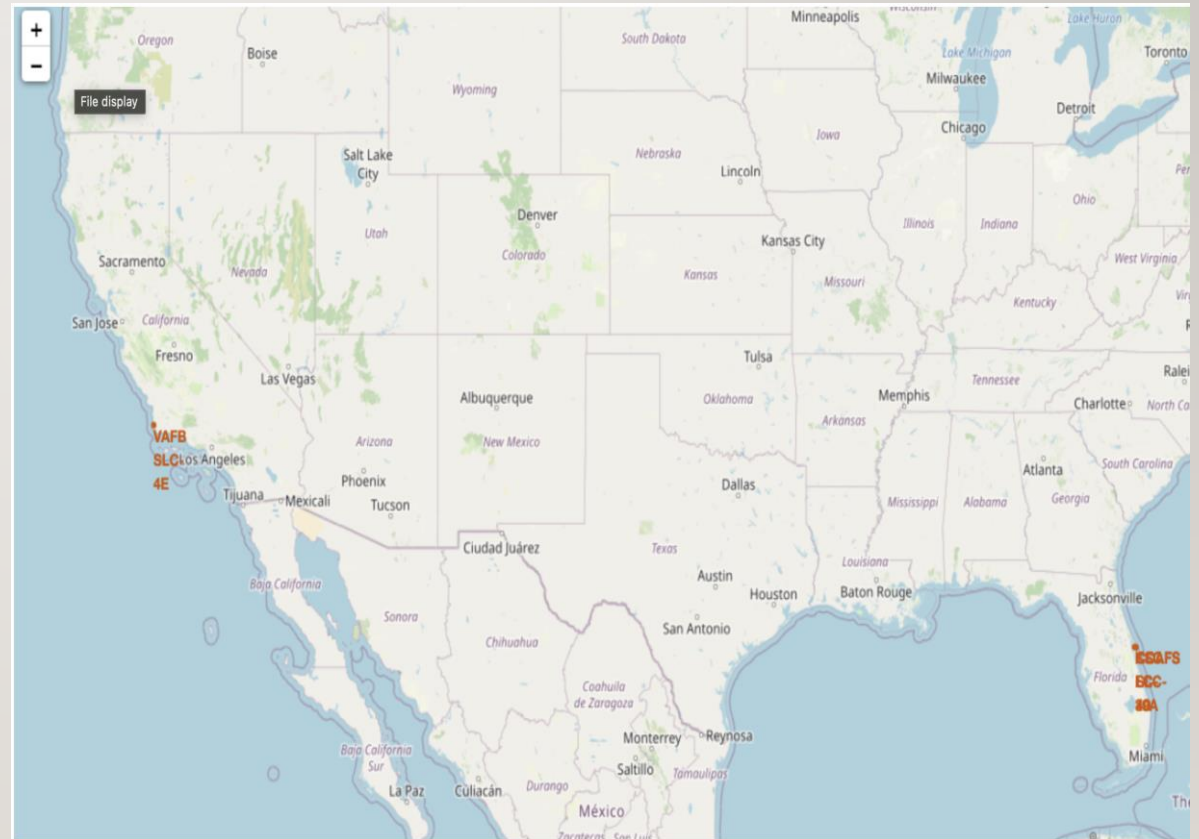 +
−
File display
Oregon
Boise
South Dakota
Minneapolis
Lake Huron
Lake Michigan
Toronto
Wyoming
Milwaukee
Detroit
Chicago
Iowa
Salt Lake
City
Nebraska
Lincoln
Ohio
Denver
Utah
Colorado
Illinois
Indiana
Kansas City
Sacramento
Nevada
Kansas
Missouri
West Virginia
Kentucky
San Jose
California
Fresno
Las Vegas
Tulsa
Tennessee
Albuquerque
Oklahoma
Memphis
Charlotte
North Ca
Arkansas
VAFB
SLC-
4E
Los Angeles
Arizona
New Mexico
Phoenix
Dallas
Atlanta
South Carolina
Tijuana
Mexicali
Tucson
Mississippi
Alabama
Georgia
Ciudad Juárez
Texas
Louisiana
Austin
Houston
Baton Rouge
Jacksonville
Baja California
Sonora
San Antonio
Chihuahua
Florida
Coahuila
de Zaragoza
Monterrey
Reynosa
Miami
Baja California
Sur
Saltillo
Tamaulipas
La Paz
Culiacán
Durango
México
Zacatecas
San Luis